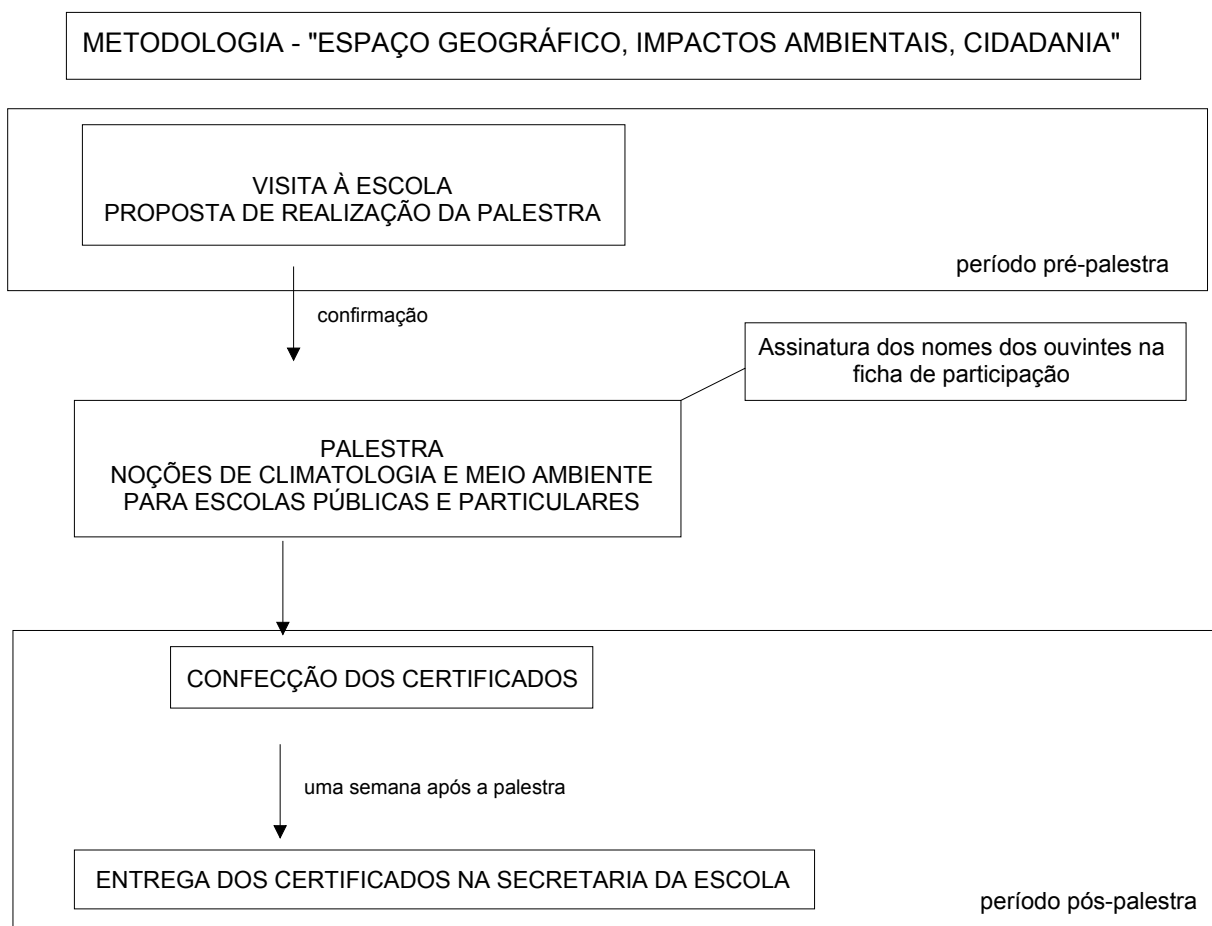 METODOLOGIA - "ESPAÇO GEOGRÁFICO, IMPACTOS AMBIENTAIS, CIDADANIA"
VISITA À ESCOLA
PROPOSTA DE REALIZAÇÃO DA PALESTRA
período pré-palestra
confirmação
Assinatura dos nomes dos ouvintes na
ficha de participação
PALESTRA
NOÇÕES DE CLIMATOLOGIA E MEIO AMBIENTE
PARA ESCOLAS PÚBLICAS E PARTICULARES
CONFECÇÃO DOS CERTIFICADOS
uma semana após a palestra
ENTREGA DOS CERTIFICADOS NA SECRETARIA DA ESCOLA
período pós-palestra